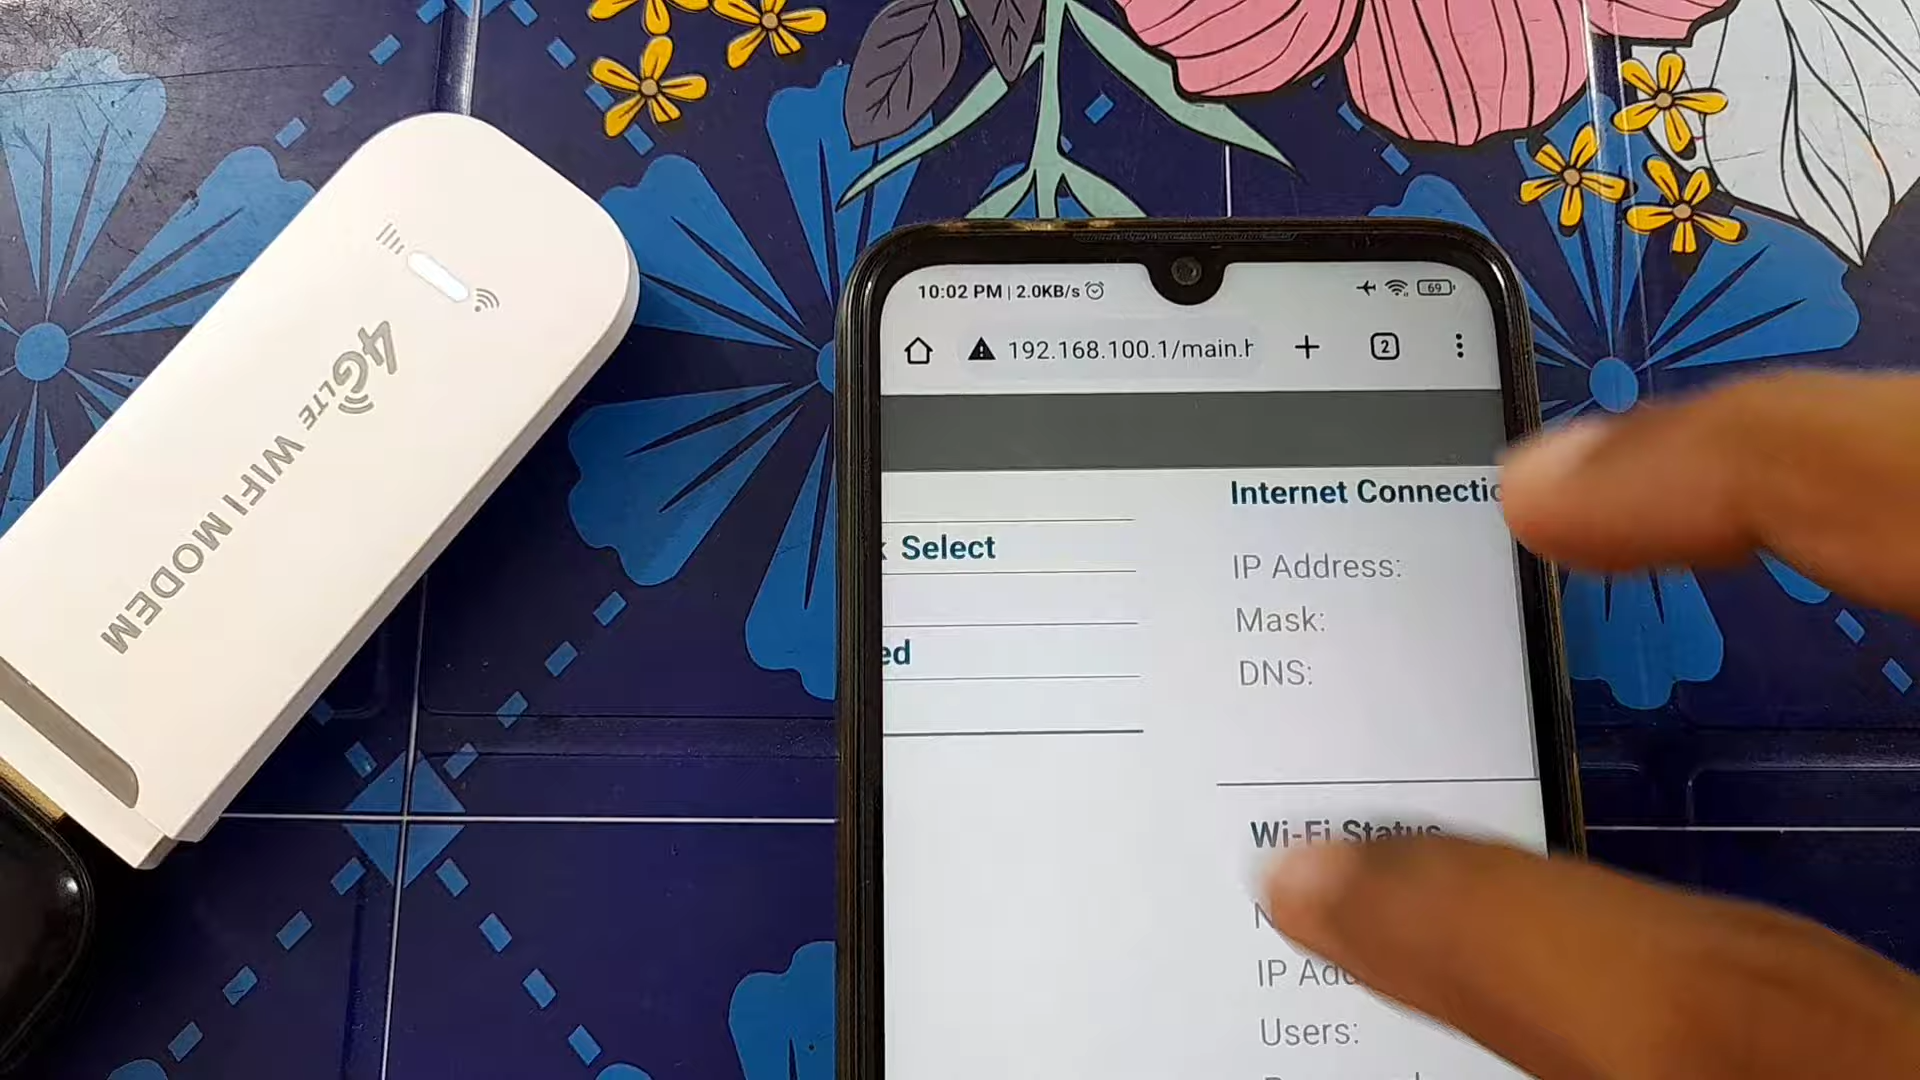 4G LTE WIFI MODEM
10:02 PM | 2.0KB/s
69
192.168.100.1/main.h
2
Select
ed
Internet Connectio
IP Address:
Mask:
DNS:
Wi-Fi Status
N
IP Add
Users: